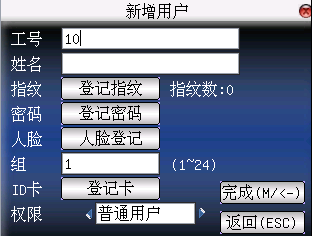 新增用户
工号 10
姓名
指纹 登记指纹 指纹数:0
密码 登记密码
人脸 人脸登记
组 1 (1~24)
ID卡 登记卡 完成(M/<-)
权限 普通用户 返回(ESC)